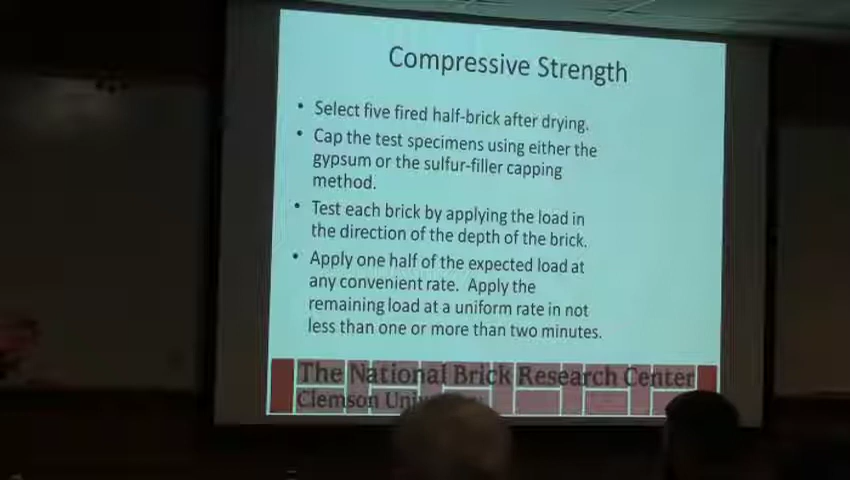 Compressive Strength
• Select five fired half-brick after drying.
• Cap the test specimens using either the
gypsum or the sulfur-filler capping
method.
• Test each brick by applying the load in
the direction of the depth of the brick.
• Apply one half of the expected load at
any convenient rate. Apply the
remaining load at a uniform rate in not
less than one or more than two minutes.
The National Brick Research Center
Clemson